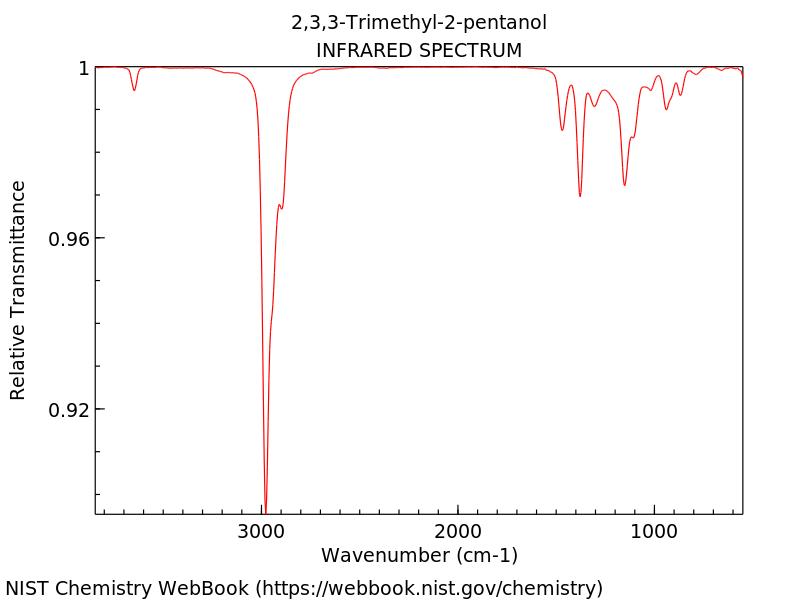 2,3,3-Trimethyl-2-pentanol
INFRARED SPECTRUM
1
0.96
0.92
Relative Transmittance
3000 2000 1000
Wavenumber (cm-1)
NIST Chemistry WebBook (https://webbook.nist.gov/chemistry)